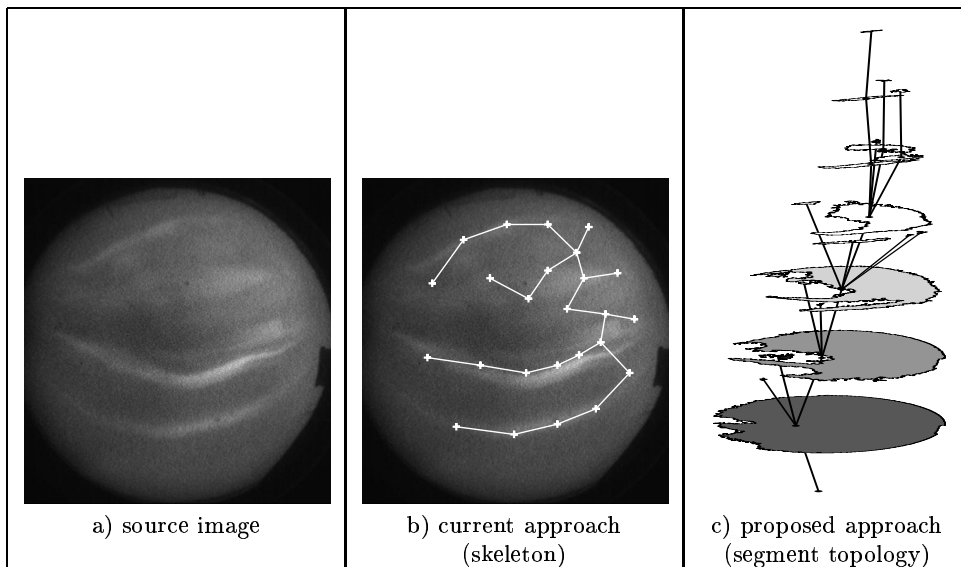 a) source image
b) current approach
(skeleton)
c) proposed approach
(segment topology)